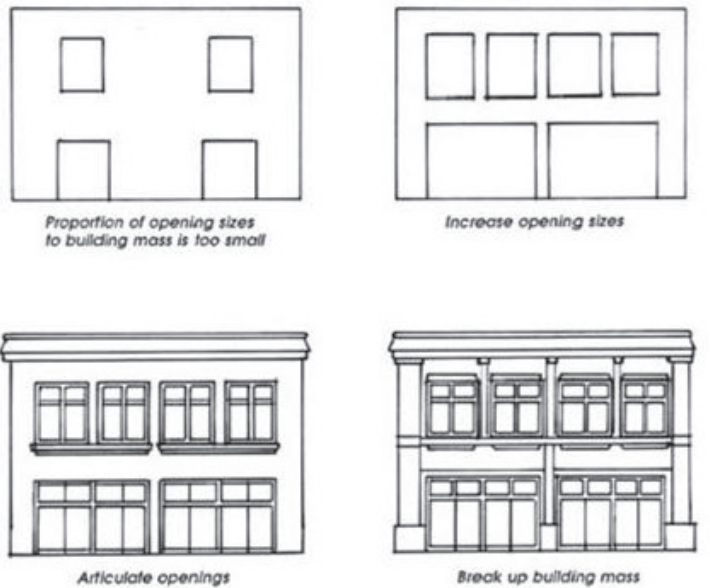 Proportion of opening sizes
to building mass is too small
Increase opening sizes
Articulate openings
Break up building mass